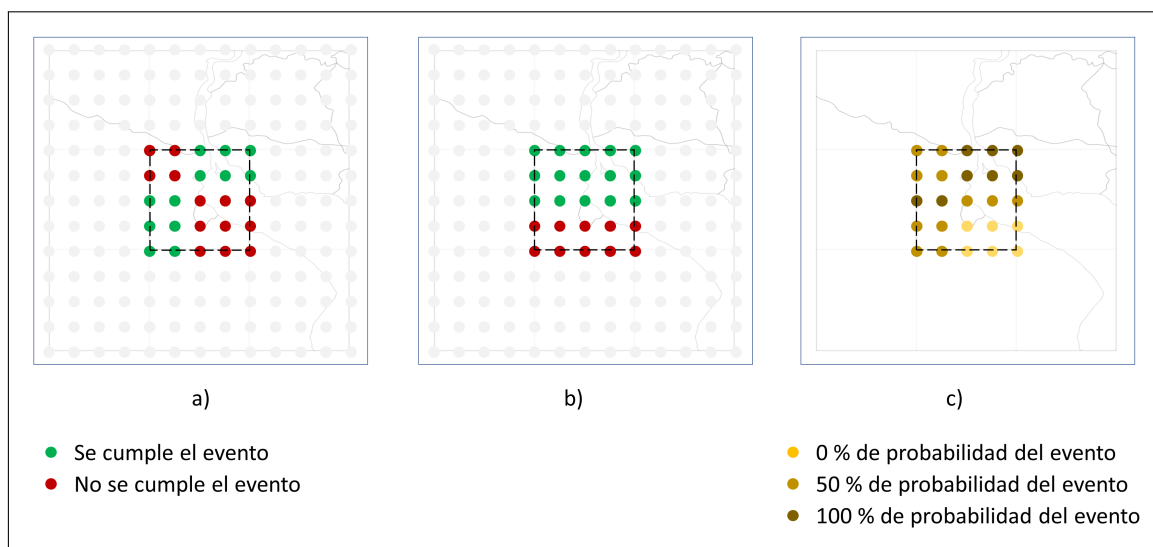 a)
b)
c)
Se cumple el evento
No se cumple el evento
0 % de probabilidad del evento
50 % de probabilidad del evento
100 % de probabilidad del evento